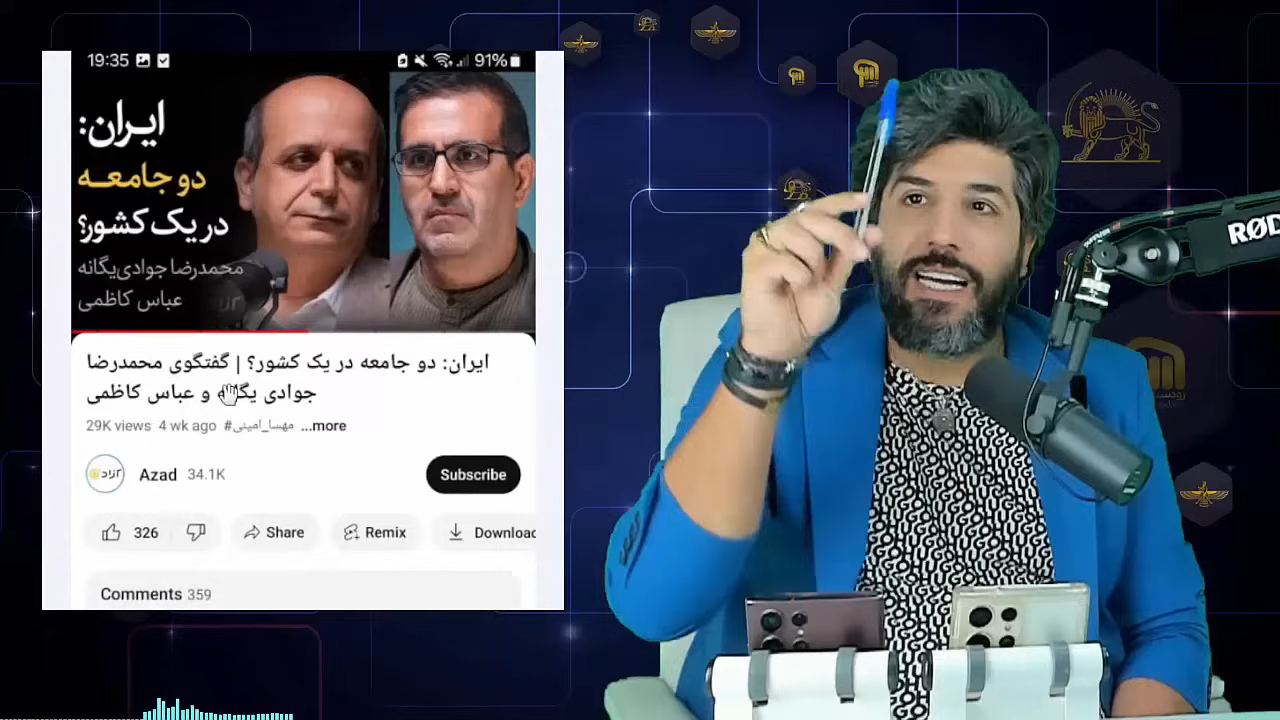 19:35
91%
ایران:
دو جامعه
در یک کشور؟
محمدرضا جوادی‌یگانه
عباس کاظمی
ایران: دو جامعه در یک کشور؟ | گفتگوی محمدرضا
جوادی یگانه و عباس کاظمی
29K views 4 wk ago #مهسا_امینی ...more
آزاد
Azad 34.1K
Subscribe
326
Share
Remix
Download
Comments 359
RØD